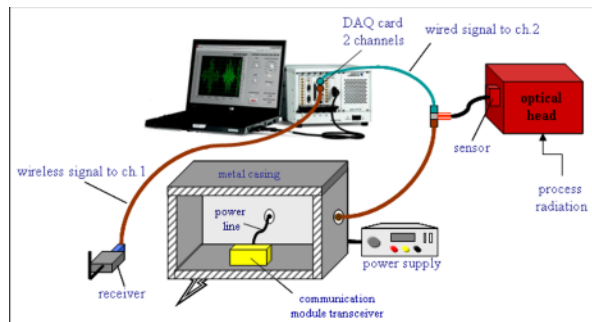 DAQ card
2 channels
wired signal to ch.2
optical
head
sensor
process
radiation
wireless signal to ch.1
metal casing
power
line
power supply
receiver
communication
module transceiver